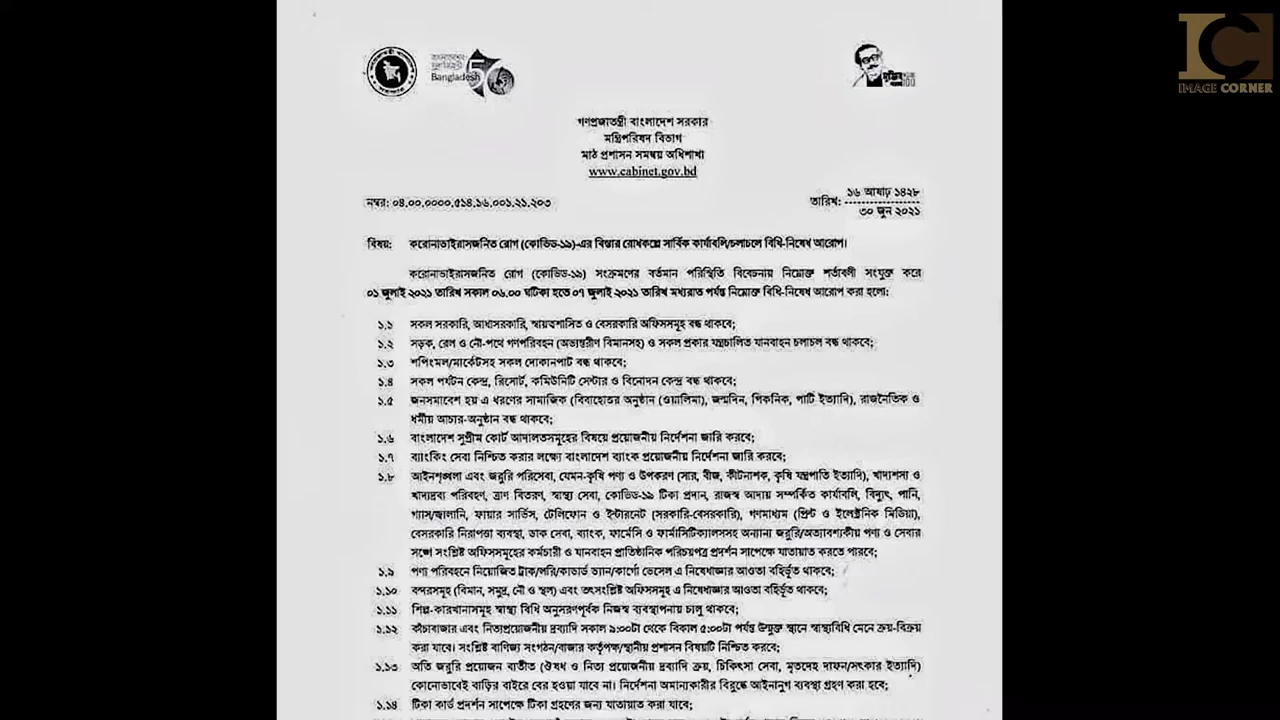 IMAGE CORNER
Bangladesh 50
গণপ্রজাতন্ত্রী বাংলাদেশ সরকার
মন্ত্রিপরিষদ বিভাগ
মাঠ প্রশাসন সমন্বয় অধিশাখা
www.cabinet.gov.bd
নম্বর: ০৪.০০.০০০০.৫১৪.১৬.০০১.২১.২০৩
তারিখ: ১৬ আষাঢ় ১৪২৮
৩০ জুন ২০২১
বিষয়: করোনাভাইরাসজনিত রোগ (কোভিড-১৯)-এর বিস্তার রোধকল্পে সার্বিক কার্যাবলি/চলাচলে বিধি-নিষেধ আরোপ।
করোনাভাইরাসজনিত রোগ (কোভিড-১৯) সংক্রমণের বর্তমান পরিস্থিতি বিবেচনায় নিম্নোক্ত শর্তাবলী সংযুক্ত করে
০১ জুলাই ২০২১ তারিখ সকাল ০৬.০০ ঘটিকা হতে ০৭ জুলাই ২০২১ তারিখ মধ্যরাত পর্যন্ত নিম্নোক্ত বিধি-নিষেধ আরোপ করা হলো:
১.১ সকল সরকারি, আধাসরকারি, স্বায়ত্তশাসিত ও বেসরকারি অফিসসমূহ বন্ধ থাকবে;
১.২ সড়ক, রেল ও নৌ-পথে গণপরিবহন (অভ্যন্তরীণ বিমানসহ) ও সকল প্রকার যন্ত্রচালিত যানবাহন চলাচল বন্ধ থাকবে;
১.৩ শপিংমল/মার্কেটসহ সকল দোকানপাট বন্ধ থাকবে;
১.৪ সকল পর্যটন কেন্দ্র, রিসোর্ট, কমিউনিটি সেন্টার ও বিনোদন কেন্দ্র বন্ধ থাকবে;
১.৫ জনসমাবেশ হয় এ ধরণের সামাজিক (বিবাহোত্তর অনুষ্ঠান (ওয়ালিমা), জন্মদিন, পিকনিক, পার্টি ইত্যাদি), রাজনৈতিক ও
ধর্মীয় আচার-অনুষ্ঠান বন্ধ থাকবে;
১.৬ বাংলাদেশ সুপ্রীম কোর্ট আদালতসমূহের বিষয়ে প্রয়োজনীয় নির্দেশনা জারি করবে;
১.৭ ব্যাংকিং সেবা নিশ্চিত করার লক্ষ্যে বাংলাদেশ ব্যাংক প্রয়োজনীয় নির্দেশনা জারি করবে;
১.৮ আইনশৃঙ্খলা এবং জরুরি পরিসেবা, যেমন-কৃষি পণ্য ও উপকরণ (সার, বীজ, কীটনাশক, কৃষি যন্ত্রপাতি ইত্যাদি), খাদ্যশস্য ও
খাদ্যদ্রব্য পরিবহণ, ত্রাণ বিতরণ, স্বাস্থ্য সেবা, কোভিড-১৯ টিকা প্রদান, রাজস্ব আদায় সম্পর্কিত কার্যাবলি, বিদ্যুৎ, পানি,
গ্যাস/জ্বালানি, ফায়ার সার্ভিস, টেলিফোন ও ইন্টারনেট (সরকারি-বেসরকারি), গণমাধ্যম (প্রিন্ট ও ইলেক্ট্রনিক মিডিয়া),
বেসরকারি নিরাপত্তা ব্যবস্থা, ডাক সেবা, ব্যাংক, ফার্মেসি ও ফার্মাসিটিক্যালসসহ অন্যান্য জরুরি/অত্যাবশ্যকীয় পণ্য ও সেবার
সঙ্গে সংশ্লিষ্ট অফিসসমূহের কর্মচারী ও যানবাহন প্রাতিষ্ঠানিক পরিচয়পত্র প্রদর্শন সাপেক্ষে যাতায়াত করতে পারবে;
১.৯ পণ্য পরিবহনে নিয়োজিত ট্রাক/লরি/কাভার্ড ভ্যান/কার্গো ভেসেল এ নিষেধাজ্ঞার আওতা বহির্ভূত থাকবে;
১.১০ বন্দরসমূহ (বিমান, সমুদ্র, নৌ ও স্থল) এবং তৎসংশ্লিষ্ট অফিসসমূহ এ নিষেধাজ্ঞার আওতা বহির্ভূত থাকবে;
১.১১ শিল্প-কারখানাসমূহ স্বাস্থ্য বিধি অনুসরণপূর্বক নিজস্ব ব্যবস্থাপনায় চালু থাকবে;
১.১২ কাঁচাবাজার এবং নিত্যপ্রয়োজনীয় দ্রব্যাদি সকাল ৯:০০টা থেকে বিকাল ৫:০০টা পর্যন্ত উন্মুক্ত স্থানে স্বাস্থ্যবিধি মেনে ক্রয়-বিক্রয়
করা যাবে। সংশ্লিষ্ট বাণিজ্য সংগঠন/বাজার কর্তৃপক্ষ/স্থানীয় প্রশাসন বিষয়টি নিশ্চিত করবে;
১.১৩ অতি জরুরি প্রয়োজন ব্যতীত (ঔষধ ও নিত্য প্রয়োজনীয় দ্রব্যাদি ক্রয়, চিকিৎসা সেবা, মৃতদেহ দাফন/সৎকার ইত্যাদি)
কোনোভাবেই বাড়ির বাইরে বের হওয়া যাবে না। নির্দেশনা অমান্যকারীর বিরুদ্ধে আইনানুগ ব্যবস্থা গ্রহণ করা হবে;
১.১৪ টিকা কার্ড প্রদর্শন সাপেক্ষে টিকা গ্রহণের জন্য যাতায়াত করা যাবে;